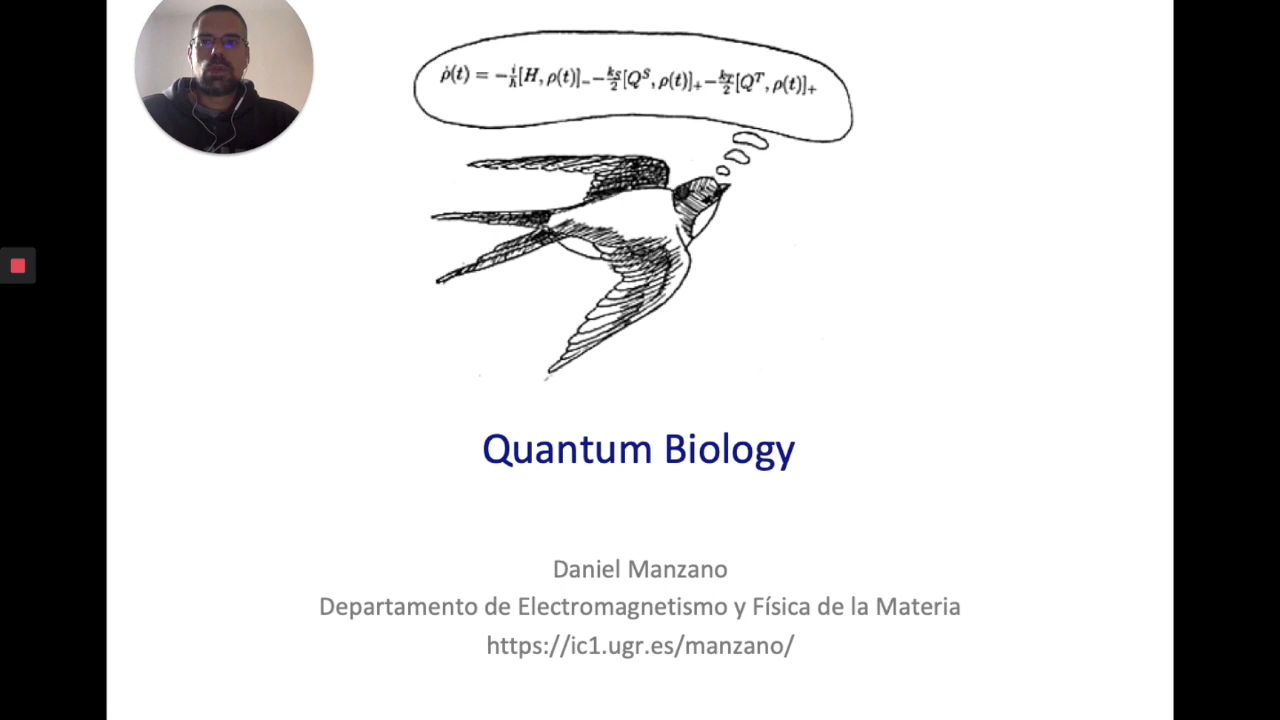 ρ̇(t) = −i/ħ[H, ρ(t)]₋ − k_S/2[Q^S, ρ(t)]₊ − k_T/2[Q^T, ρ(t)]₊
Quantum Biology
Daniel Manzano
Departamento de Electromagnetismo y Física de la Materia
https://ic1.ugr.es/manzano/